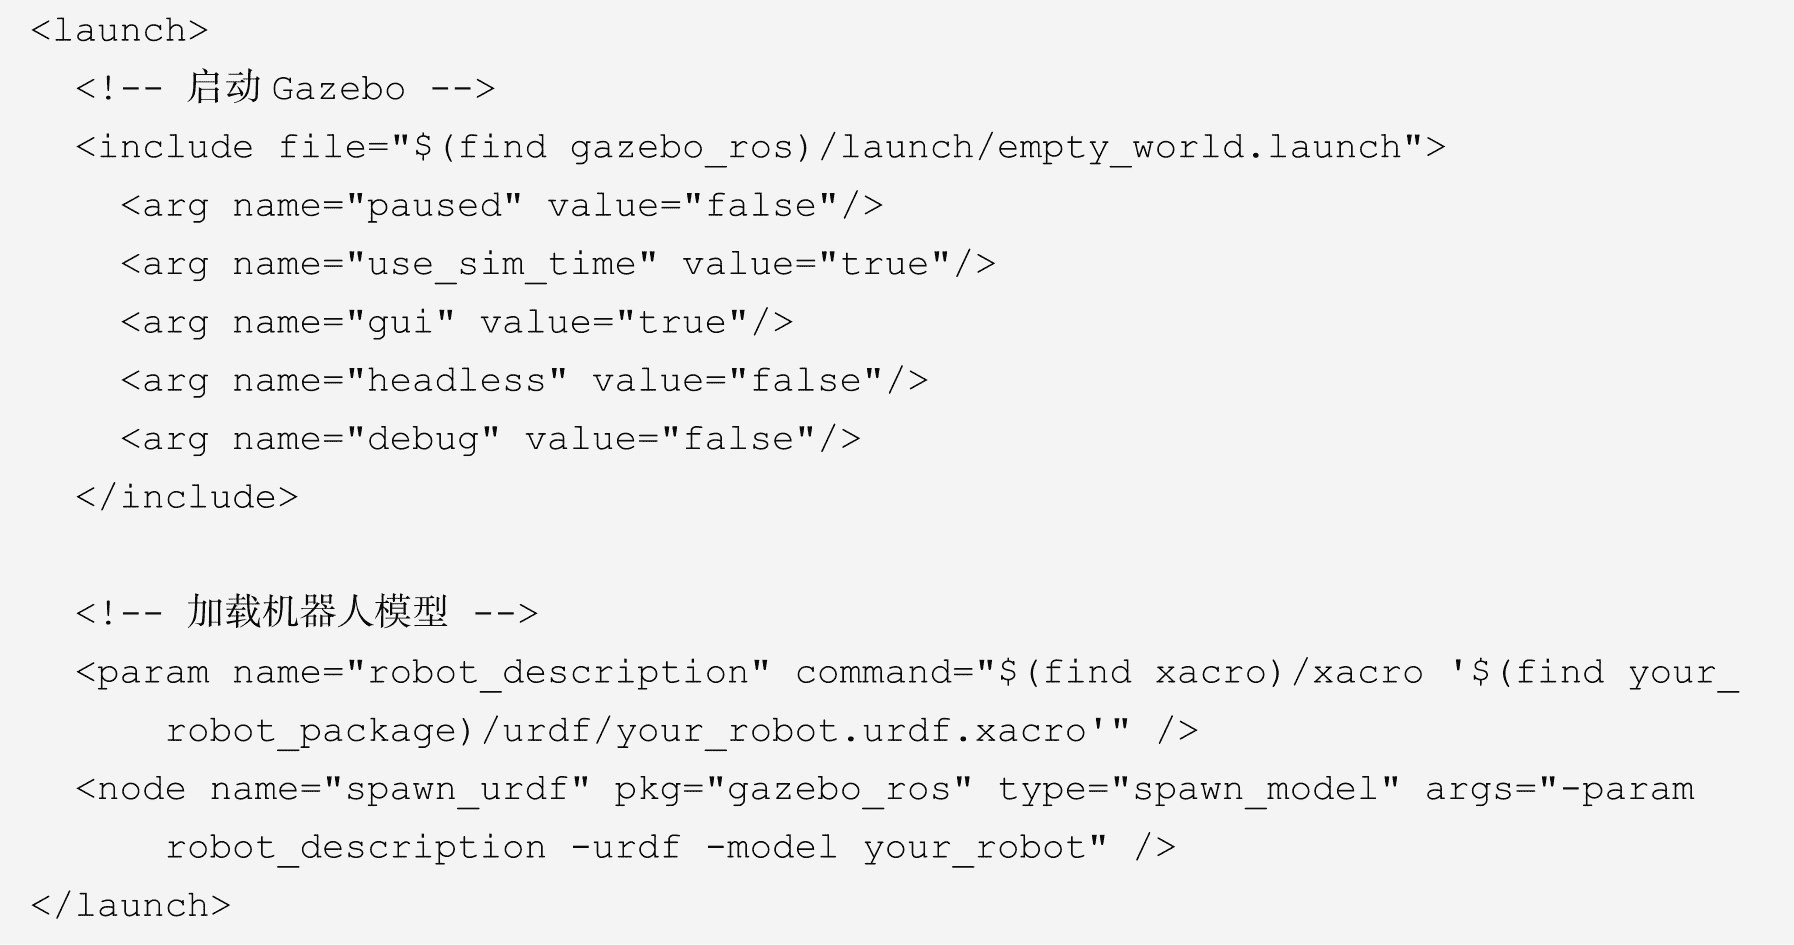 <launch>
  <!-- 启动 Gazebo -->
  <include file="$(find gazebo_ros)/launch/empty_world.launch">
    <arg name="paused" value="false"/>
    <arg name="use_sim_time" value="true"/>
    <arg name="gui" value="true"/>
    <arg name="headless" value="false"/>
    <arg name="debug" value="false"/>
  </include>

  <!-- 加载机器人模型 -->
  <param name="robot_description" command="$(find xacro)/xacro '$(find your_
      robot_package)/urdf/your_robot.urdf.xacro'" />
  <node name="spawn_urdf" pkg="gazebo_ros" type="spawn_model" args="-param
      robot_description -urdf -model your_robot" />
</launch>